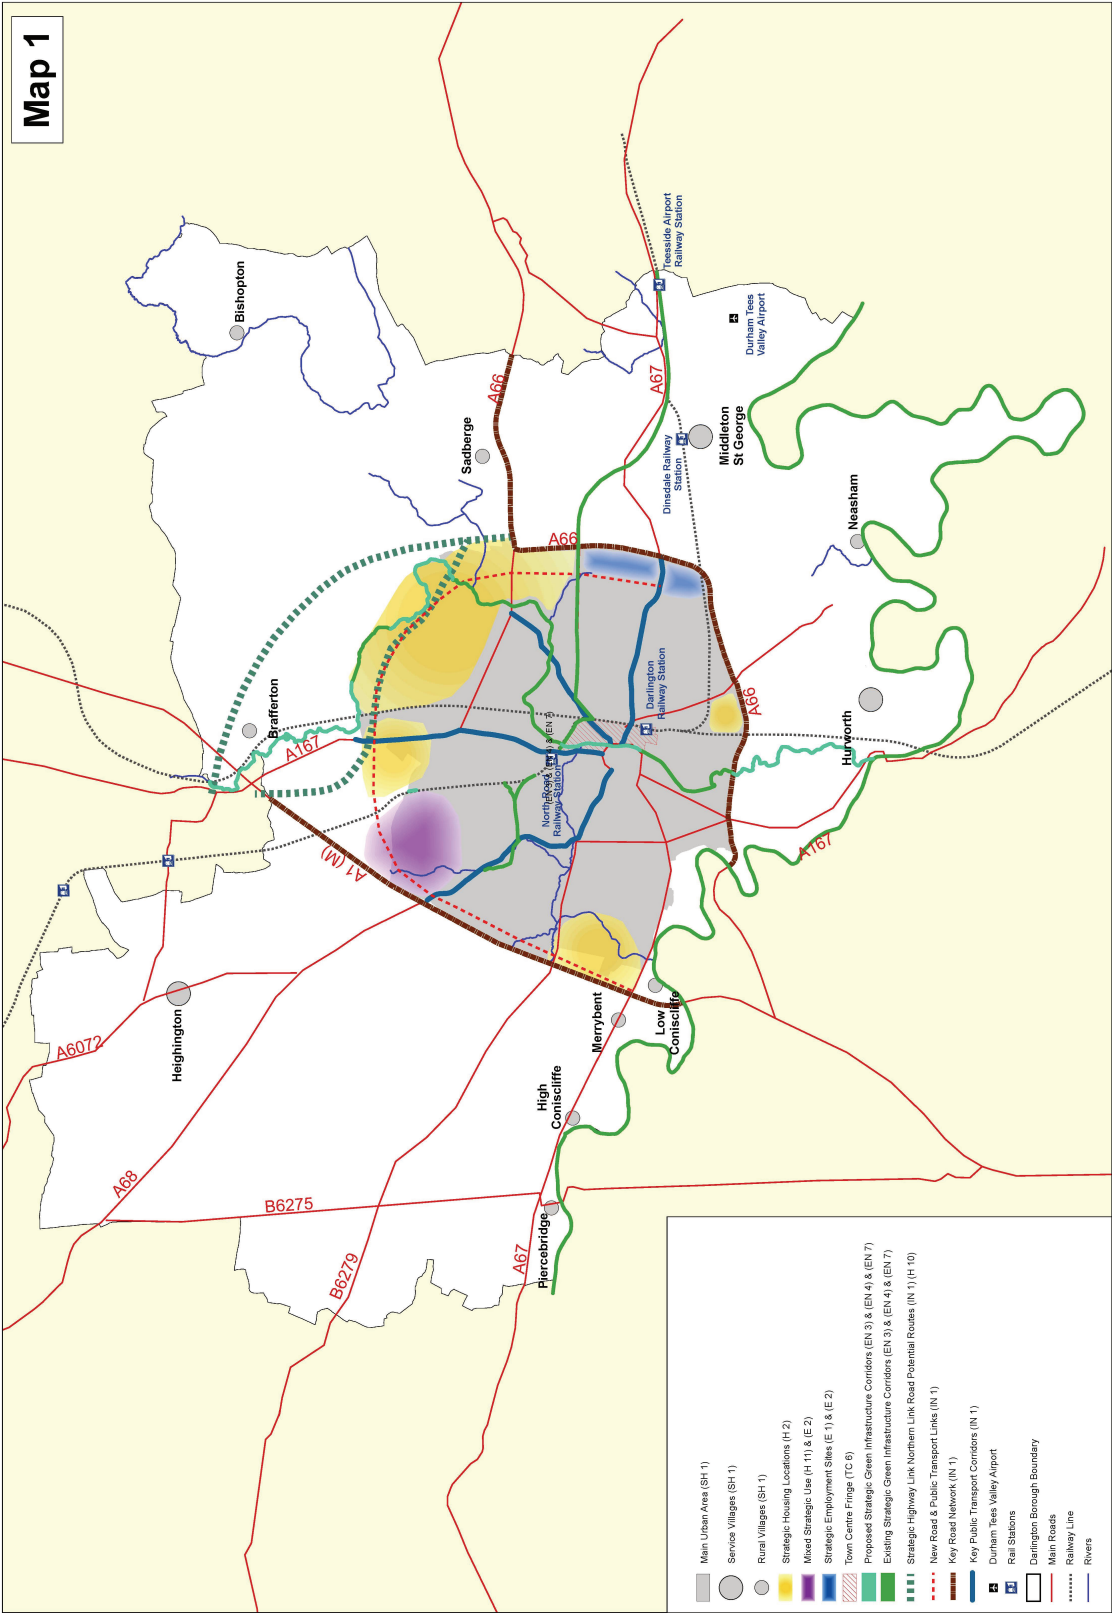 Map 1
Bishopton
Teesside Airport
Railway Station
Durham Tees
Valley Airport
A66
A67
Sadberge
Middleton
St George
Dinsdale Railway
Station
Neasham
A66
Brafferton
A167
Darlington
Railway Station
A66
Hurworth
(EN 3) & (EN 4) & (EN 7)
North Road
Railway Station
A1 (M)
A167
Heighington
A6072
Merrybent
Low
Coniscliffe
High
Coniscliffe
A68
B6275
Piercebridge
A67
B6279
Main Urban Area (SH 1)
Service Villages (SH 1)
Rural Villages (SH 1)
Strategic Housing Locations (H 2)
Mixed Strategic Use (H 11) & (E 2)
Strategic Employment Sites (E 1) & (E 2)
Town Centre Fringe (TC 6)
Proposed Strategic Green Infrastructure Corridors (EN 3) & (EN 4) & (EN 7)
Existing Strategic Green Infrastructure Corridors (EN 3) & (EN 4) & (EN 7)
Strategic Highway Link Northern Link Road Potential Routes (IN 1) (H 10)
New Road & Public Transport Links (IN 1)
Key Road Network (IN 1)
Key Public Transport Corridors (IN 1)
Durham Tees Valley Airport
Rail Stations
Darlington Borough Boundary
Main Roads
Railway Line
Rivers